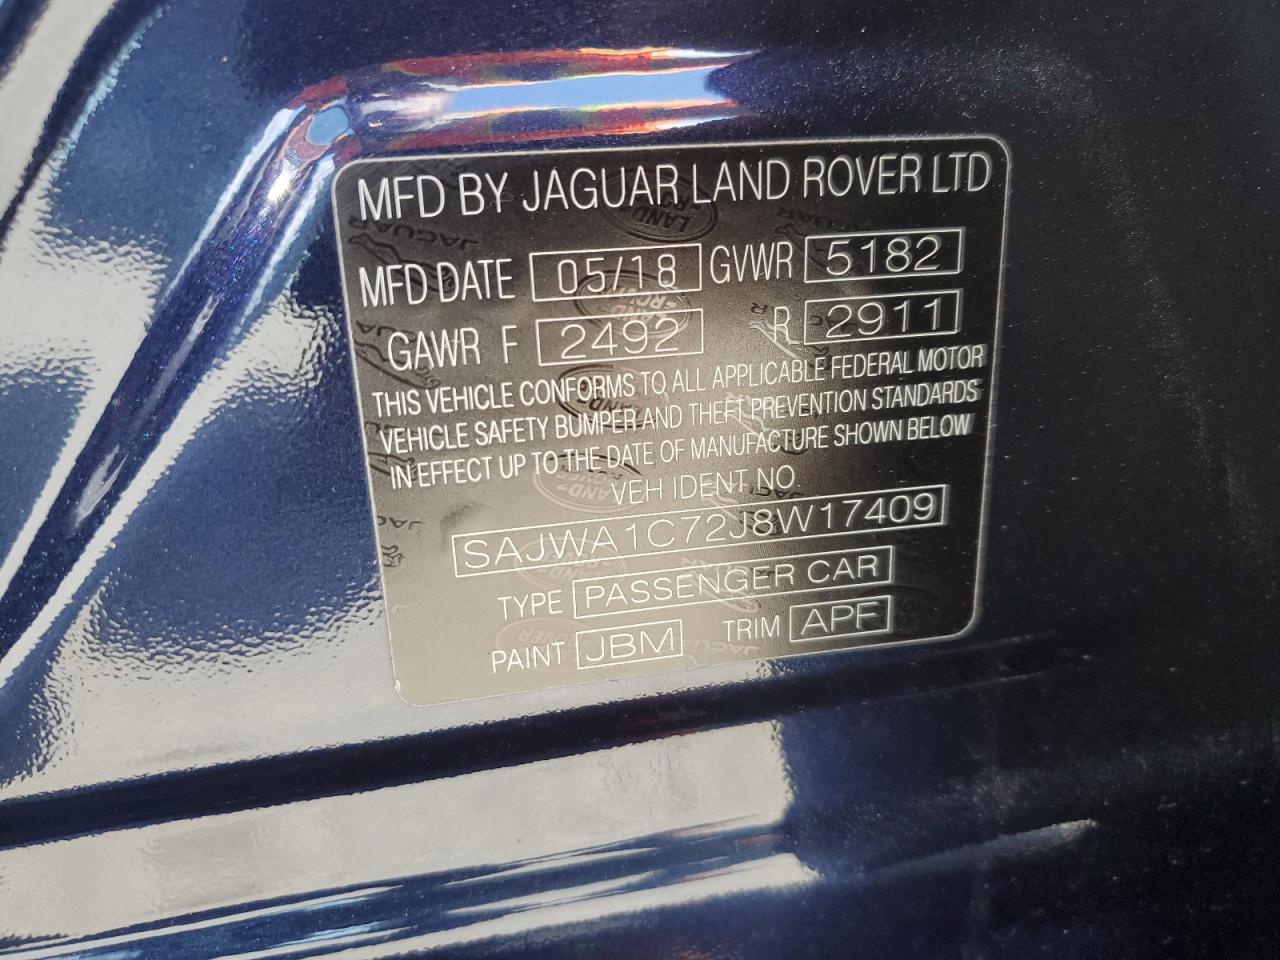 MFD BY JAGUAR LAND ROVER LTD
MFD DATE 05/18 GVWR 5182
GAWR F 2492 R 2911
THIS VEHICLE CONFORMS TO ALL APPLICABLE FEDERAL MOTOR
VEHICLE SAFETY BUMPER AND THEFT PREVENTION STANDARDS
IN EFFECT UP TO THE DATE OF MANUFACTURE SHOWN BELOW
VEH IDENT NO
SAJWA1C72J8W17409
TYPE PASSENGER CAR
PAINT JBM TRIM APF